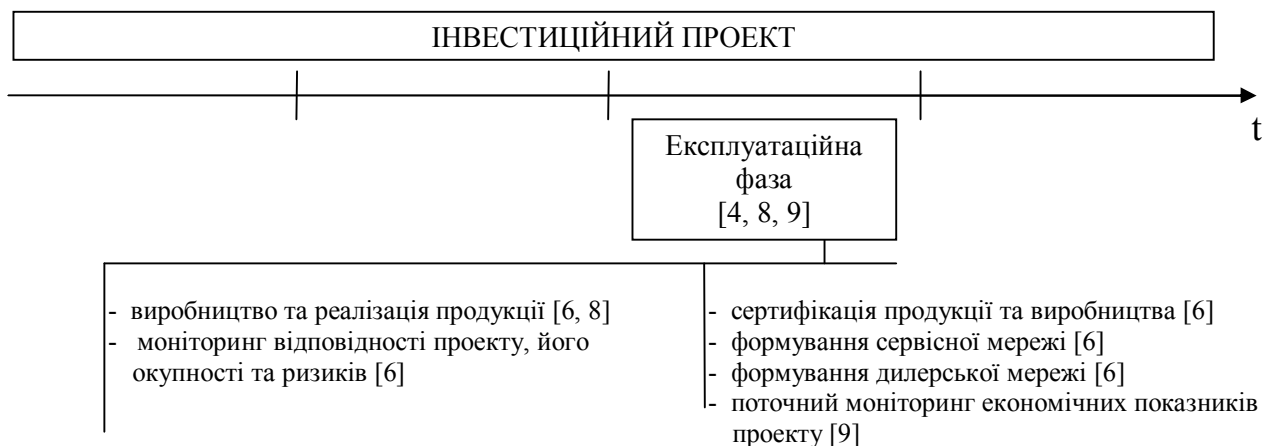 ІНВЕСТИЦІЙНИЙ ПРОЕКТ
t
Експлуатаційна
фаза
[4, 8, 9]
- виробництво та реалізація продукції [6, 8]
- моніторинг відповідності проекту, його
окупності та ризиків [6]
- сертифікація продукції та виробництва [6]
- формування сервісної мережі [6]
- формування дилерської мережі [6]
- поточний моніторинг економічних показників
проекту [9]